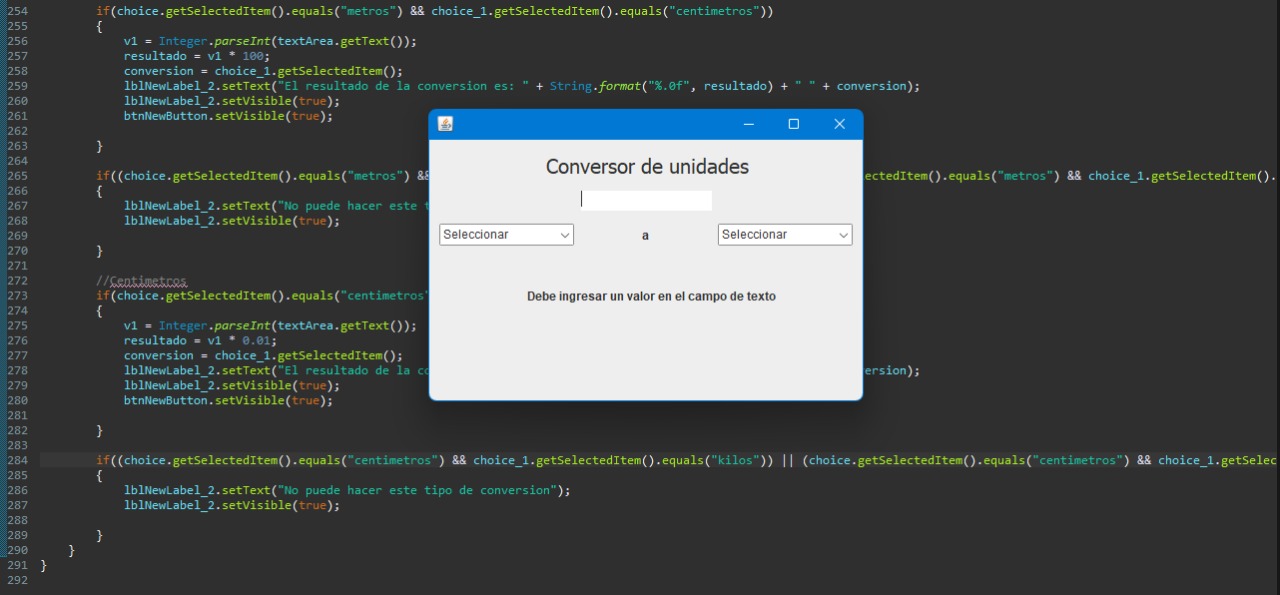 254 if(choice.getSelectedItem().equals("metros") && choice_1.getSelectedItem().equals("centimetros"))
255 {
256 v1 = Integer.parseInt(textArea.getText());
257 resultado = v1 * 100;
258 conversion = choice_1.getSelectedItem();
259 lblNewLabel_2.setText("El resultado de la conversion es: " + String.format("%.0f", resultado) + " " + conversion);
260 lblNewLabel_2.setVisible(true);
261 btnNewButton.setVisible(true);
262
263 }
264
265 if((choice.getSelectedItem().equals("metros") && ectedItem().equals("metros") && choice_1.getSelectedItem().
266 {
267 lblNewLabel_2.setText("No puede hacer este t
268 lblNewLabel_2.setVisible(true);
269
270 }
271
272 //Centimetros
273 if(choice.getSelectedItem().equals("centimetros"
274 {
275 v1 = Integer.parseInt(textArea.getText());
276 resultado = v1 * 0.01;
277 conversion = choice_1.getSelectedItem();
278 lblNewLabel_2.setText("El resultado de la co ersion);
279 lblNewLabel_2.setVisible(true);
280 btnNewButton.setVisible(true);
281
282 }
283
284 if((choice.getSelectedItem().equals("centimetros") && choice_1.getSelectedItem().equals("kilos")) || (choice.getSelectedItem().equals("centimetros") && choice_1.getSelec
285 {
286 lblNewLabel_2.setText("No puede hacer este tipo de conversion");
287 lblNewLabel_2.setVisible(true);
288
289 }
290 }
291 }
292
Conversor de unidades
Seleccionar a Seleccionar
Debe ingresar un valor en el campo de texto